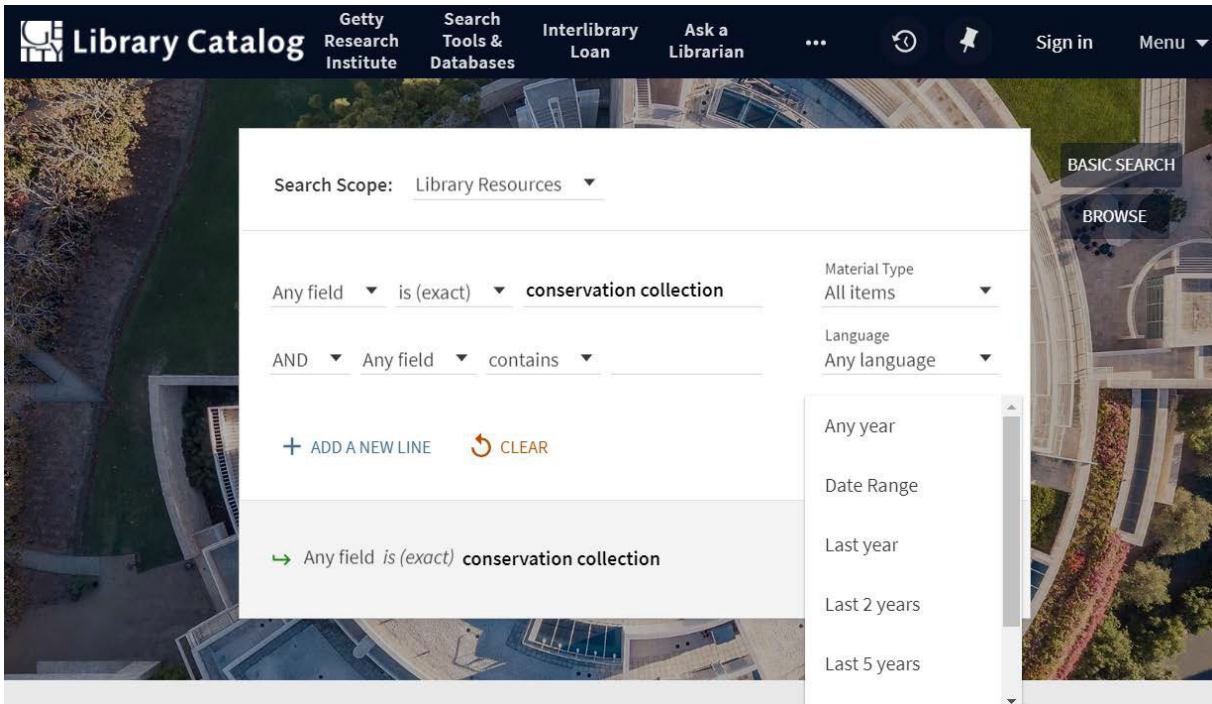 Library Catalog
Getty
Research
Institute
Search
Tools &
Databases
Interlibrary
Loan
Ask a
Librarian
Sign in
Menu
BASIC SEARCH
BROWSE
Search Scope: Library Resources
Any field is (exact) conservation collection
Material Type
All items
AND Any field contains
Language
Any language
Any year
Date Range
Last year
Last 2 years
Last 5 years
+ ADD A NEW LINE CLEAR
Any field is (exact) conservation collection